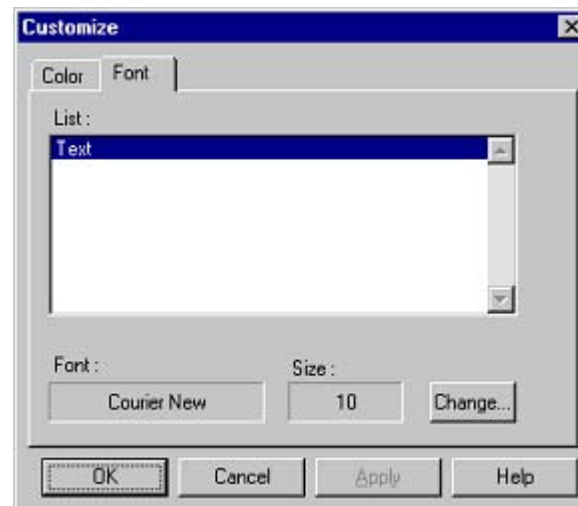 Customize
Color Font
List :
Text
Font : Size :
Courier New 10 Change...
OK Cancel Apply Help